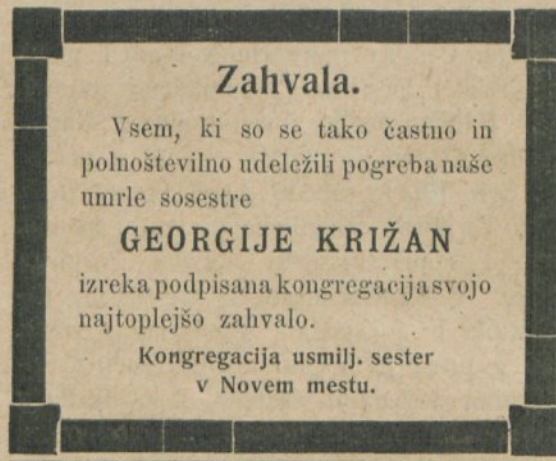 Zahvala.
Vsem, ki so se tako častno in
polnoštevilno udeležili pogreba naše
umrle sosestre
GEORGIJE KRIŽAN
izreka podpisana kongregacija svojo
najtoplejšo zahvalo.
Kongregacija usmilj. sester
v Novem mestu.